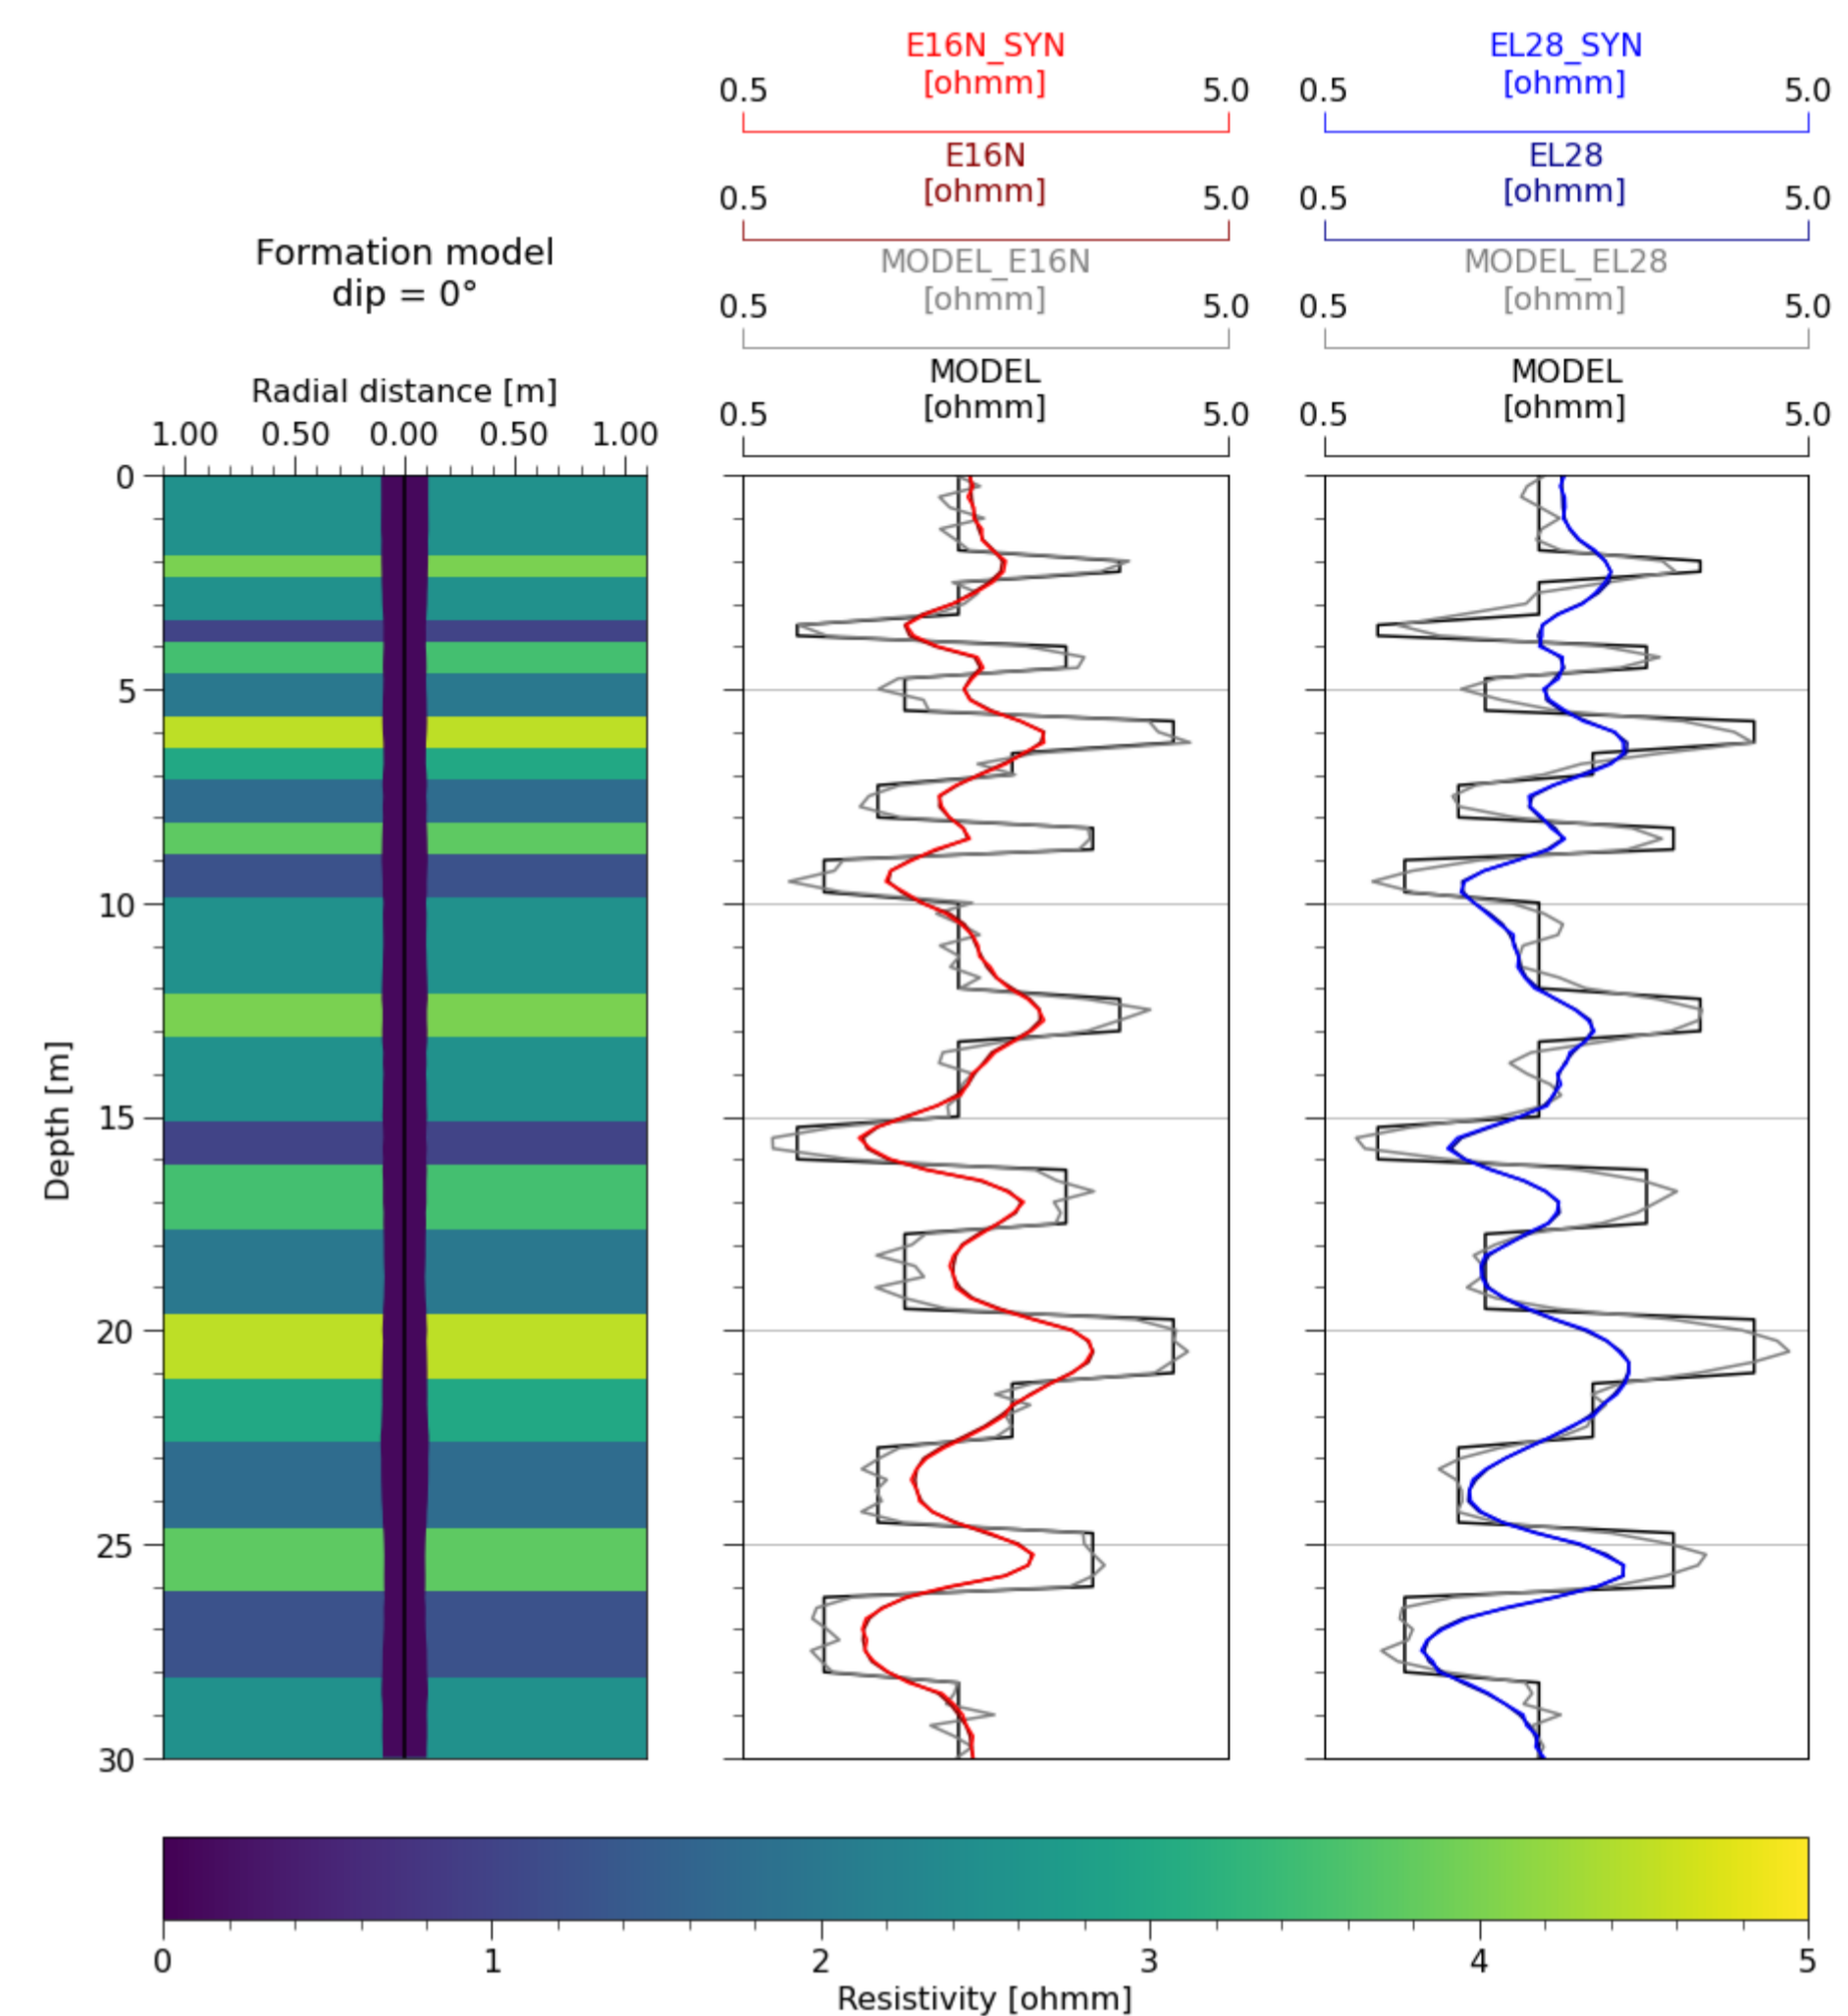 E16N_SYN
[ohmm]
0.5 5.0
EL28_SYN
[ohmm]
0.5 5.0
E16N
[ohmm]
0.5 5.0
EL28
[ohmm]
0.5 5.0
MODEL_E16N
[ohmm]
0.5 5.0
MODEL_EL28
[ohmm]
0.5 5.0
MODEL
[ohmm]
0.5 5.0
MODEL
[ohmm]
0.5 5.0
Formation model
dip = 0°
Radial distance [m]
1.00 0.50 0.00 0.50 1.00
Depth [m]
0
5
10
15
20
25
30
0 1 2 3 4 5
Resistivity [ohmm]